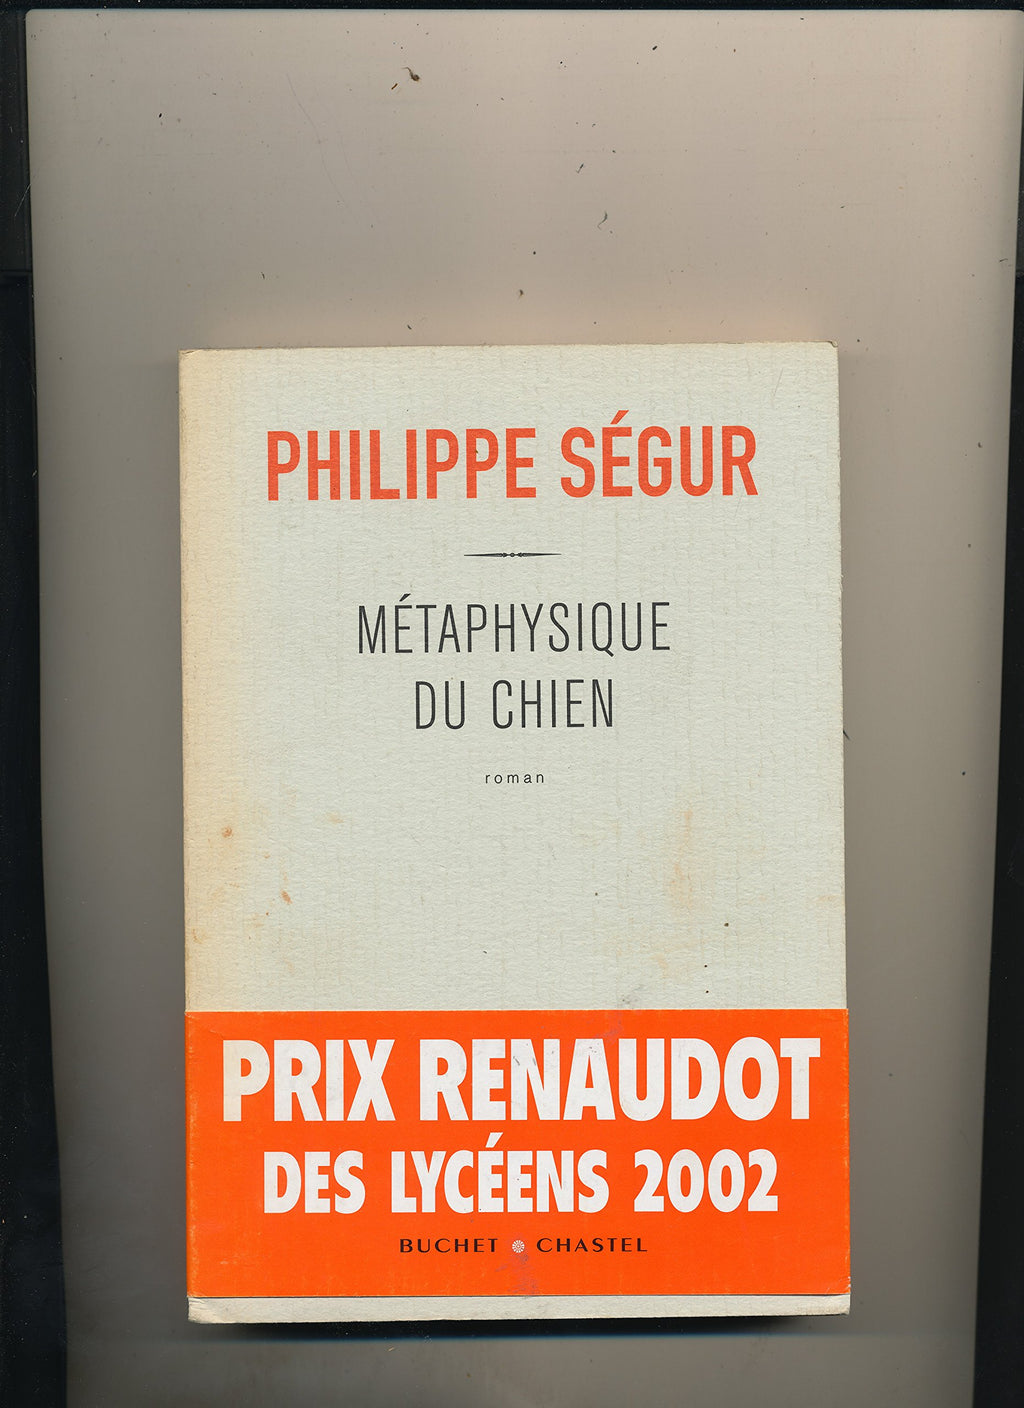 PHILIPPE SÉGUR
MÉTAPHYSIQUE
DU CHIEN
roman
PRIX RENAUDOT
DES LYCÉENS 2002
BUCHET CHASTEL